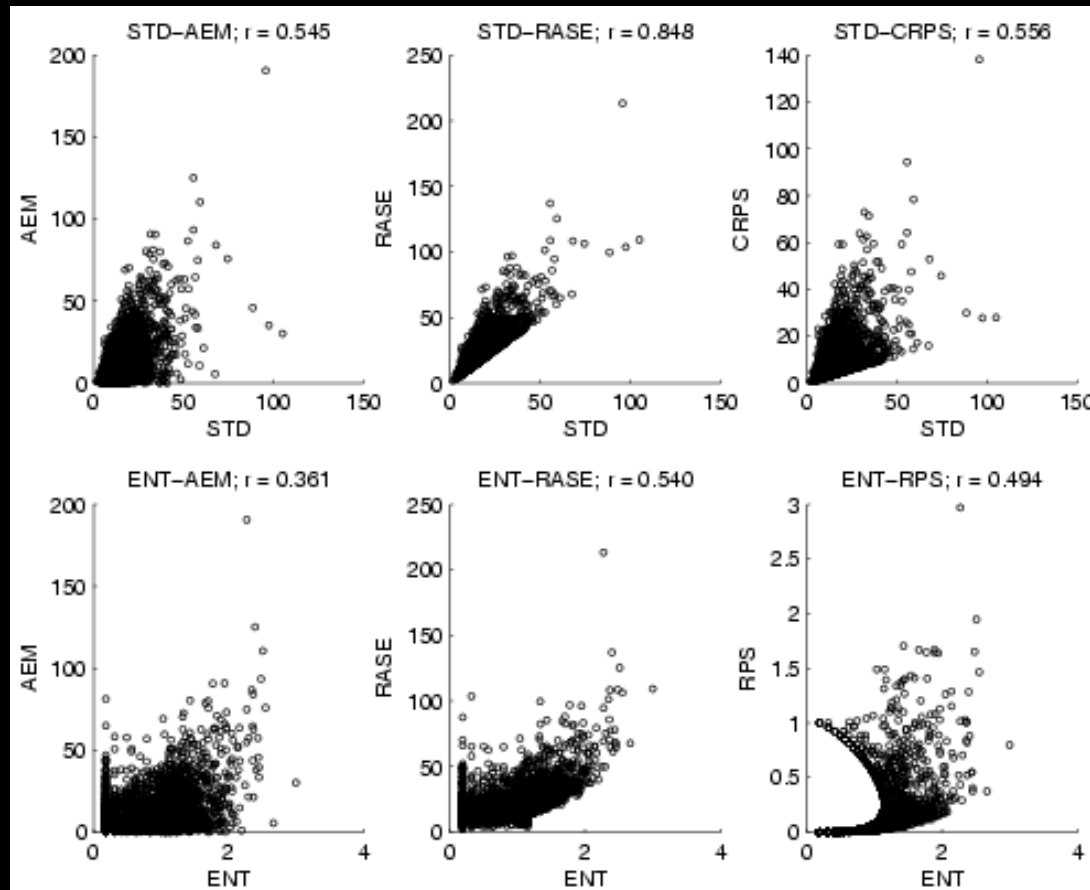 STD-AEM; r = 0.545
200
150
100
50
0
AEM
0 50 100 150
STD
STD-RASE; r = 0.848
250
200
150
100
50
0
RASE
0 50 100 150
STD
STD-CRPS; r = 0.556
140
120
100
80
60
40
20
0
CRPS
0 50 100 150
STD
ENT-AEM; r = 0.361
200
150
100
50
0
AEM
0 2 4
ENT
ENT-RASE; r = 0.540
250
200
150
100
50
0
RASE
0 2 4
ENT
ENT-RPS; r = 0.494
3
2.5
2
1.5
1
0.5
0
RPS
0 2 4
ENT